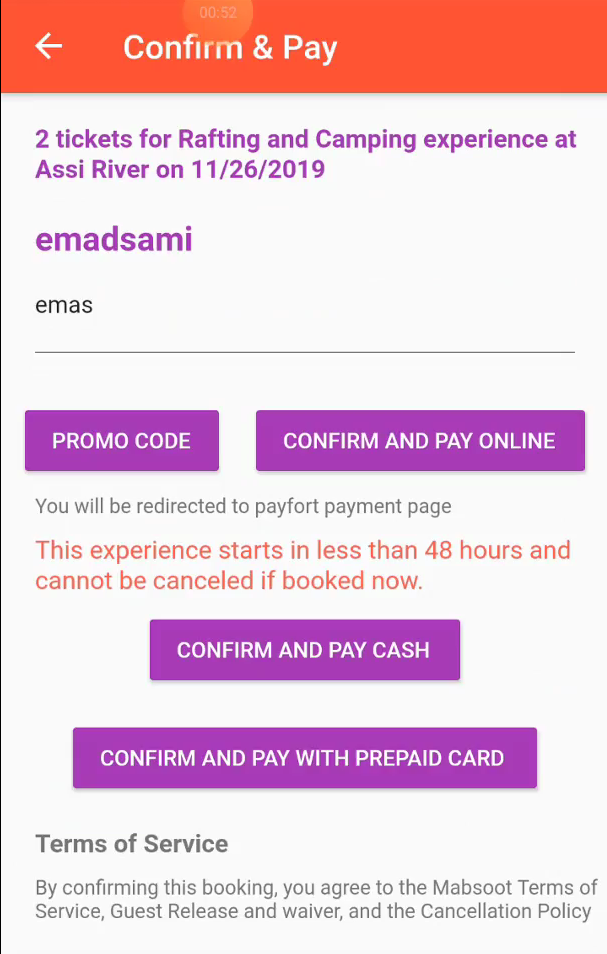 00:52
Confirm & Pay
2 tickets for Rafting and Camping experience at
Assi River on 11/26/2019
emadsami
emas
PROMO CODE
CONFIRM AND PAY ONLINE
You will be redirected to payfort payment page
This experience starts in less than 48 hours and
cannot be canceled if booked now.
CONFIRM AND PAY CASH
CONFIRM AND PAY WITH PREPAID CARD
Terms of Service
By confirming this booking, you agree to the Mabsoot Terms of
Service, Guest Release and waiver, and the Cancellation Policy